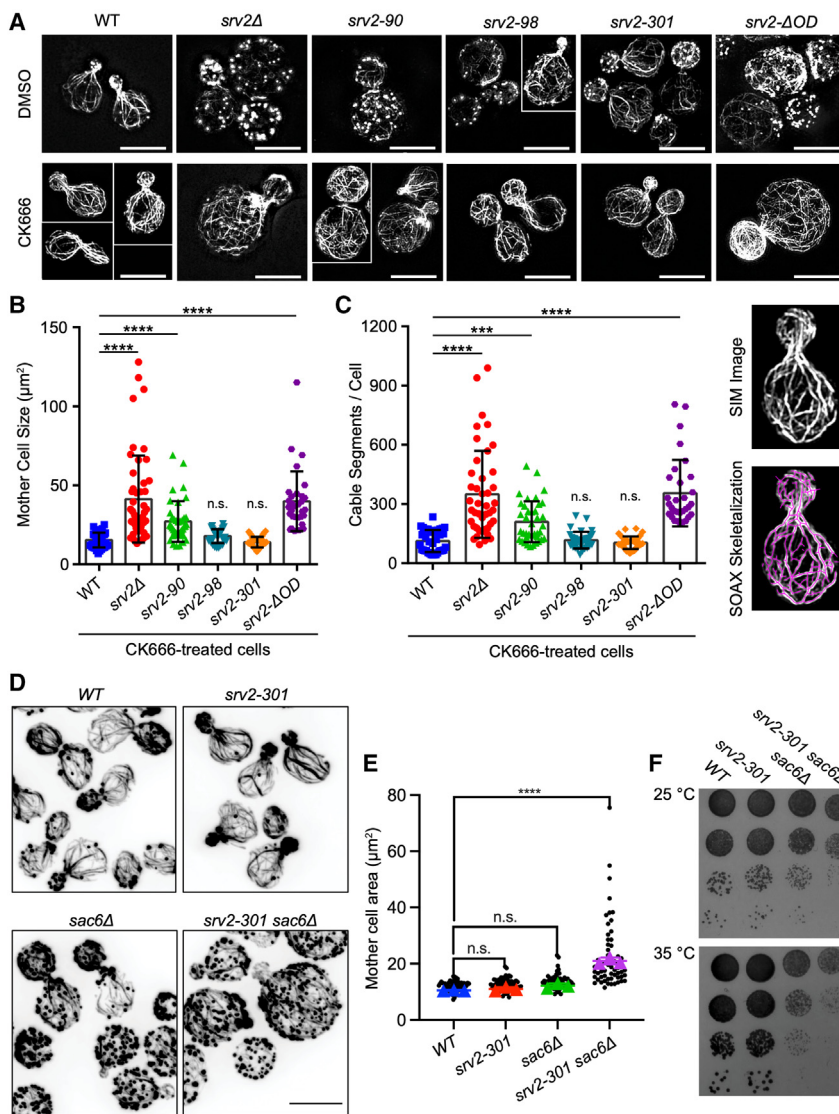 A
WT
srv2Δ
srv2-90
srv2-98
srv2-301
srv2-ΔOD
DMSO
CK666
B
Mother Cell Size (µm²)
150
100
50
0
****
****
****
n.s.
n.s.
WT
srv2Δ
srv2-90
srv2-98
srv2-301
srv2-ΔOD
CK666-treated cells
C
Cable Segments / Cell
1200
900
600
300
0
****
***
****
n.s.
n.s.
WT
srv2Δ
srv2-90
srv2-98
srv2-301
srv2-ΔOD
CK666-treated cells
SIM Image
SOAX Skeletalization
D
WT
srv2-301
sac6Δ
srv2-301 sac6Δ
E
Mother cell area (µm²)
80
60
40
20
0
****
n.s.
n.s.
WT
srv2-301
sac6Δ
srv2-301 sac6Δ
F
WT
srv2-301
sac6Δ
srv2-301
25 °C
35 °C